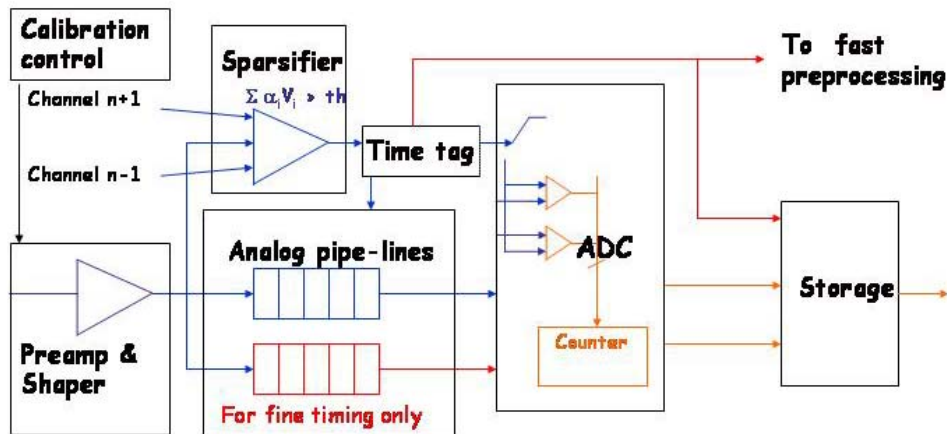 Calibration
control
Sparsifier
To fast
preprocessing
Channel n+1
Σ αᵢVᵢ > th
Time tag
Channel n-1
Analog pipe-lines
ADC
Storage
Preamp &
Shaper
Counter
For fine timing only